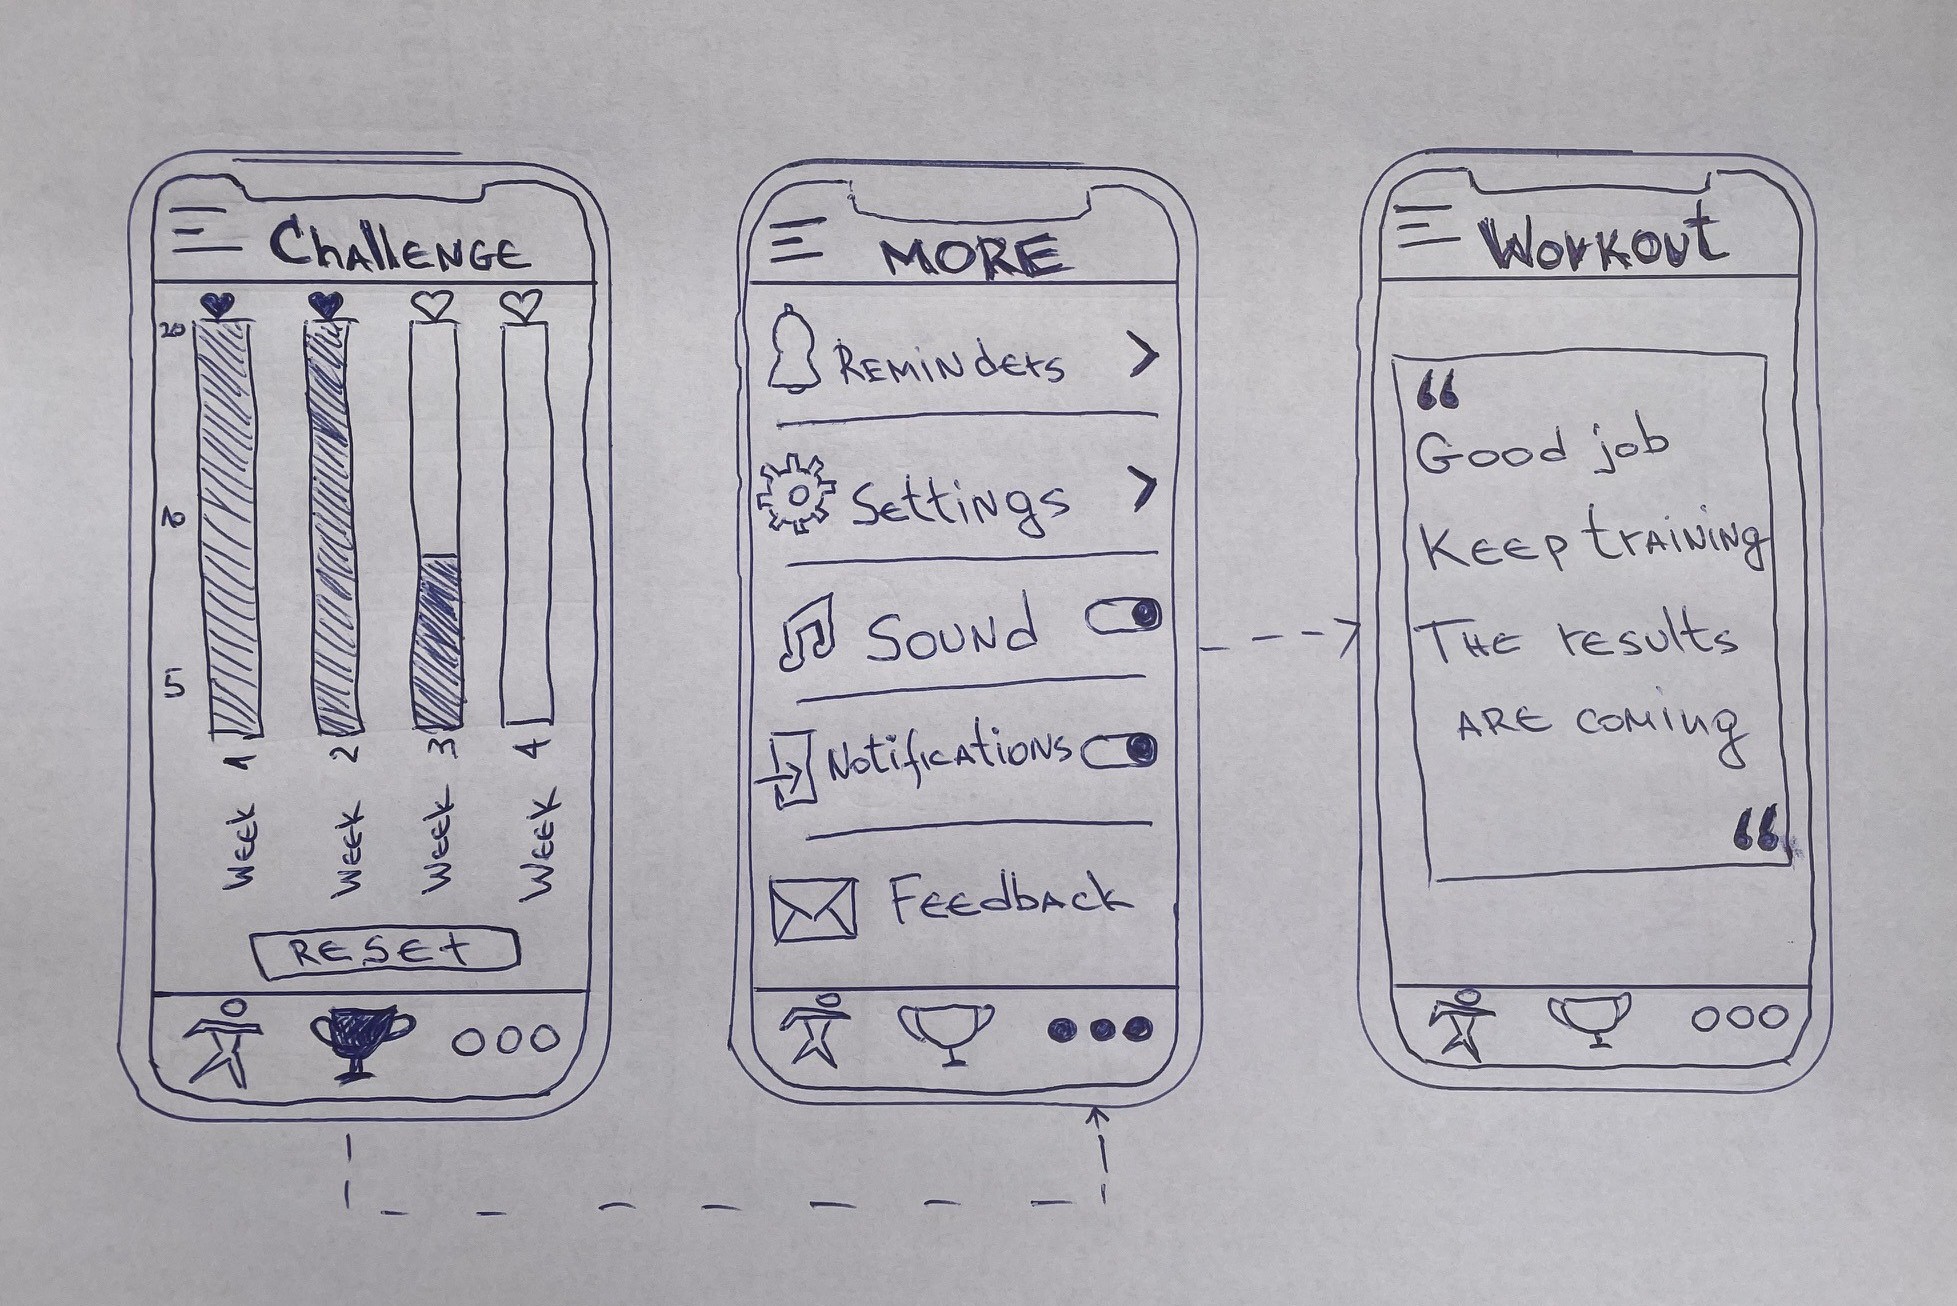 Challenge
20
10
5
1 2 3 4
Week Week Week Week
RESET
MORE
Reminders
Settings
Sound
Notifications
Feedback
Workout
“
Good job
Keep training
The results
are coming
“